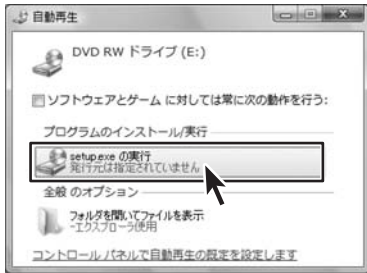 自動再生
DVD RW ドライブ (E:)
ソフトウェアとゲーム に対しては常に次の動作を行う:
プログラムのインストール/実行
setup.exe の実行
発行元は指定されていません
全般 のオプション
フォルダを開いてファイルを表示
-エクスプローラ使用
コントロール パネルで自動再生の既定を設定します